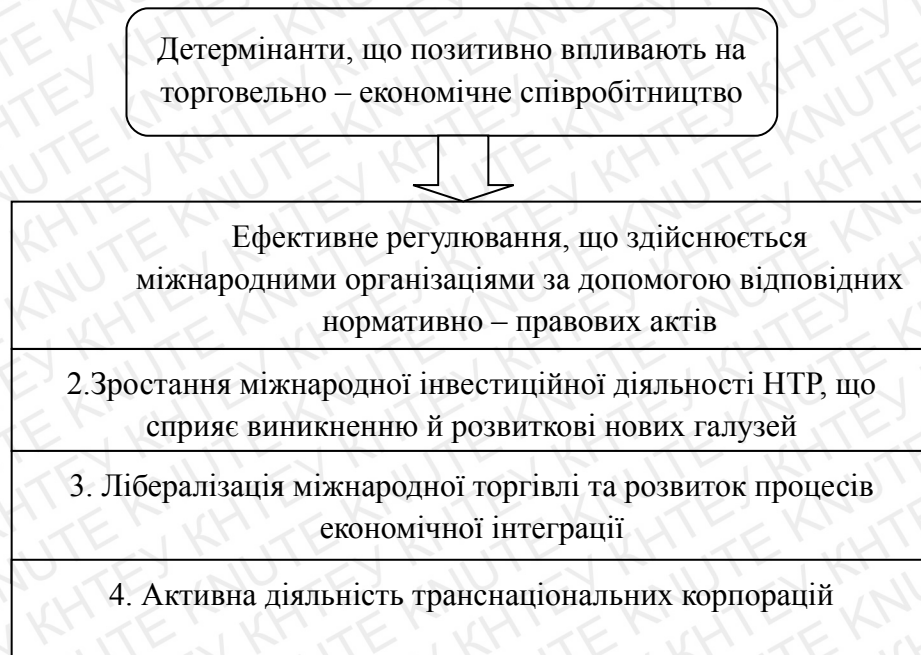 Детермінанти, що позитивно впливають на
торговельно – економічне співробітництво
Ефективне регулювання, що здійснюється
міжнародними організаціями за допомогою відповідних
нормативно – правових актів
2.Зростання міжнародної інвестиційної діяльності НТР, що
сприяє виникненню й розвиткові нових галузей
3. Лібералізація міжнародної торгівлі та розвиток процесів
економічної інтеграції
4. Активна діяльність транснаціональних корпорацій